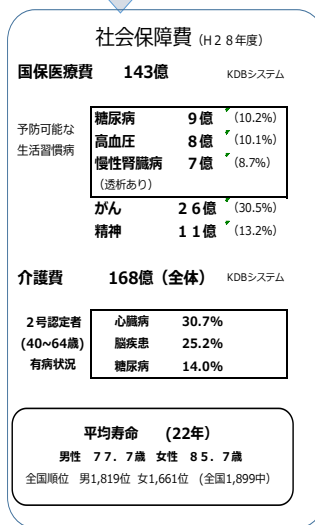 社会保障費（H28年度）
国保医療費　143億　KDBシステム
糖尿病　9億（10.2%）
予防可能な　高血圧　8億（10.1%）
生活習慣病　慢性腎臓病　7億（8.7%）
（透析あり）
がん　26億（30.5%）
精神　11億（13.2%）
介護費　168億（全体）　KDBシステム
2号認定者　心臓病　30.7%
(40~64歳)　脳疾患　25.2%
有病状況　糖尿病　14.0%
平均寿命　(22年）
男性　77．7歳　女性　85．7歳
全国順位　男1,819位　女1,661位　(全国1,899中）